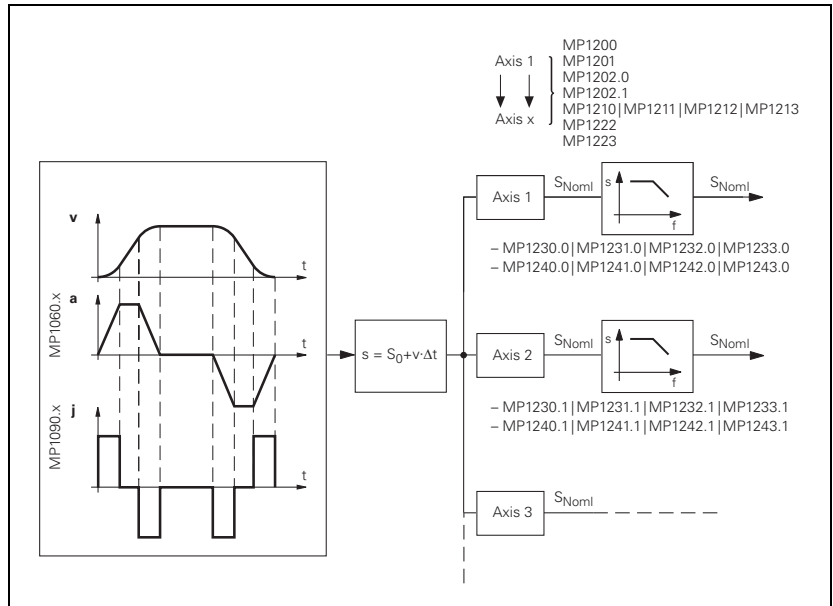 MP1200
Axis 1
MP1201
MP1202.0
MP1202.1
MP1210|MP1211|MP1212|MP1213
Axis x
MP1222
MP1223
v
t
MP1060.x
a
t
MP1090.x
j
t
s = S0+v·Δt
Axis 1
SNoml
s
f
SNoml
– MP1230.0|MP1231.0|MP1232.0|MP1233.0
– MP1240.0|MP1241.0|MP1242.0|MP1243.0
Axis 2
SNoml
s
f
SNoml
– MP1230.1|MP1231.1|MP1232.1|MP1233.1
– MP1240.1|MP1241.1|MP1242.1|MP1243.1
Axis 3
SNoml